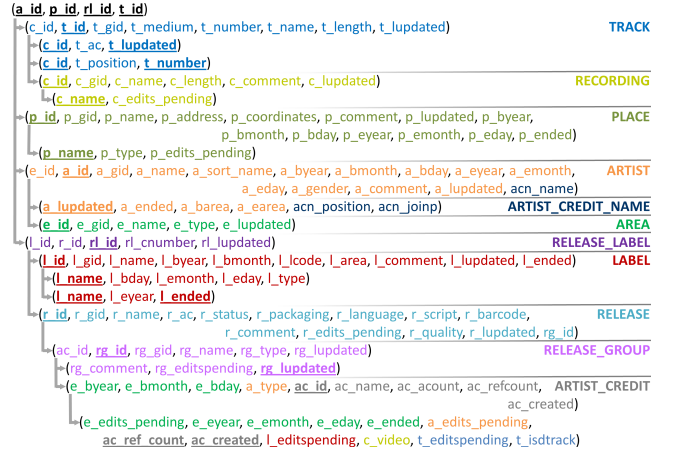 (a_id, p_id, rl_id, t_id)
(c_id, t_id, t_gid, t_medium, t_number, t_name, t_length, t_lupdated) TRACK
(c_id, t_ac, t_lupdated)
(c_id, t_position, t_number)
(c_id, c_gid, c_name, c_length, c_comment, c_lupdated) RECORDING
(c_name, c_edits_pending)
(p_id, p_gid, p_name, p_address, p_coordinates, p_comment, p_lupdated, p_byear, PLACE
p_bmonth, p_bday, p_eyear, p_emonth, p_eday, p_ended)
(p_name, p_type, p_edits_pending)
(e_id, a_id, a_gid, a_name, a_sort_name, a_byear, a_bmonth, a_bday, a_eyear, a_emonth, ARTIST
a_eday, a_gender, a_comment, a_lupdated, acn_name)
(a_lupdated, a_ended, a_barea, a_earea, acn_position, acn_joinp) ARTIST_CREDIT_NAME
(e_id, e_gid, e_name, e_type, e_lupdated) AREA
(l_id, r_id, rl_id, rl_cnumber, rl_lupdated) RELEASE_LABEL
(l_id, l_gid, l_name, l_byear, l_bmonth, l_lcode, l_area, l_comment, l_lupdated, l_ended) LABEL
(l_name, l_bday, l_emonth, l_eday, l_type)
(l_name, l_eyear, l_ended)
(r_id, r_gid, r_name, r_ac, r_status, r_packaging, r_language, r_script, r_barcode, RELEASE
r_comment, r_edits_pending, r_quality, r_lupdated, rg_id)
(ac_id, rg_id, rg_gid, rg_name, rg_type, rg_lupdated) RELEASE_GROUP
(rg_comment, rg_editspending, rg_lupdated)
(e_byear, e_bmonth, e_bday, a_type, ac_id, ac_name, ac_acount, ac_refcount, ARTIST_CREDIT
ac_created)
(e_edits_pending, e_eyear, e_emonth, e_eday, e_ended, a_edits_pending,
ac_ref_count, ac_created, l_editspending, c_video, t_editspending, t_isdtrack)